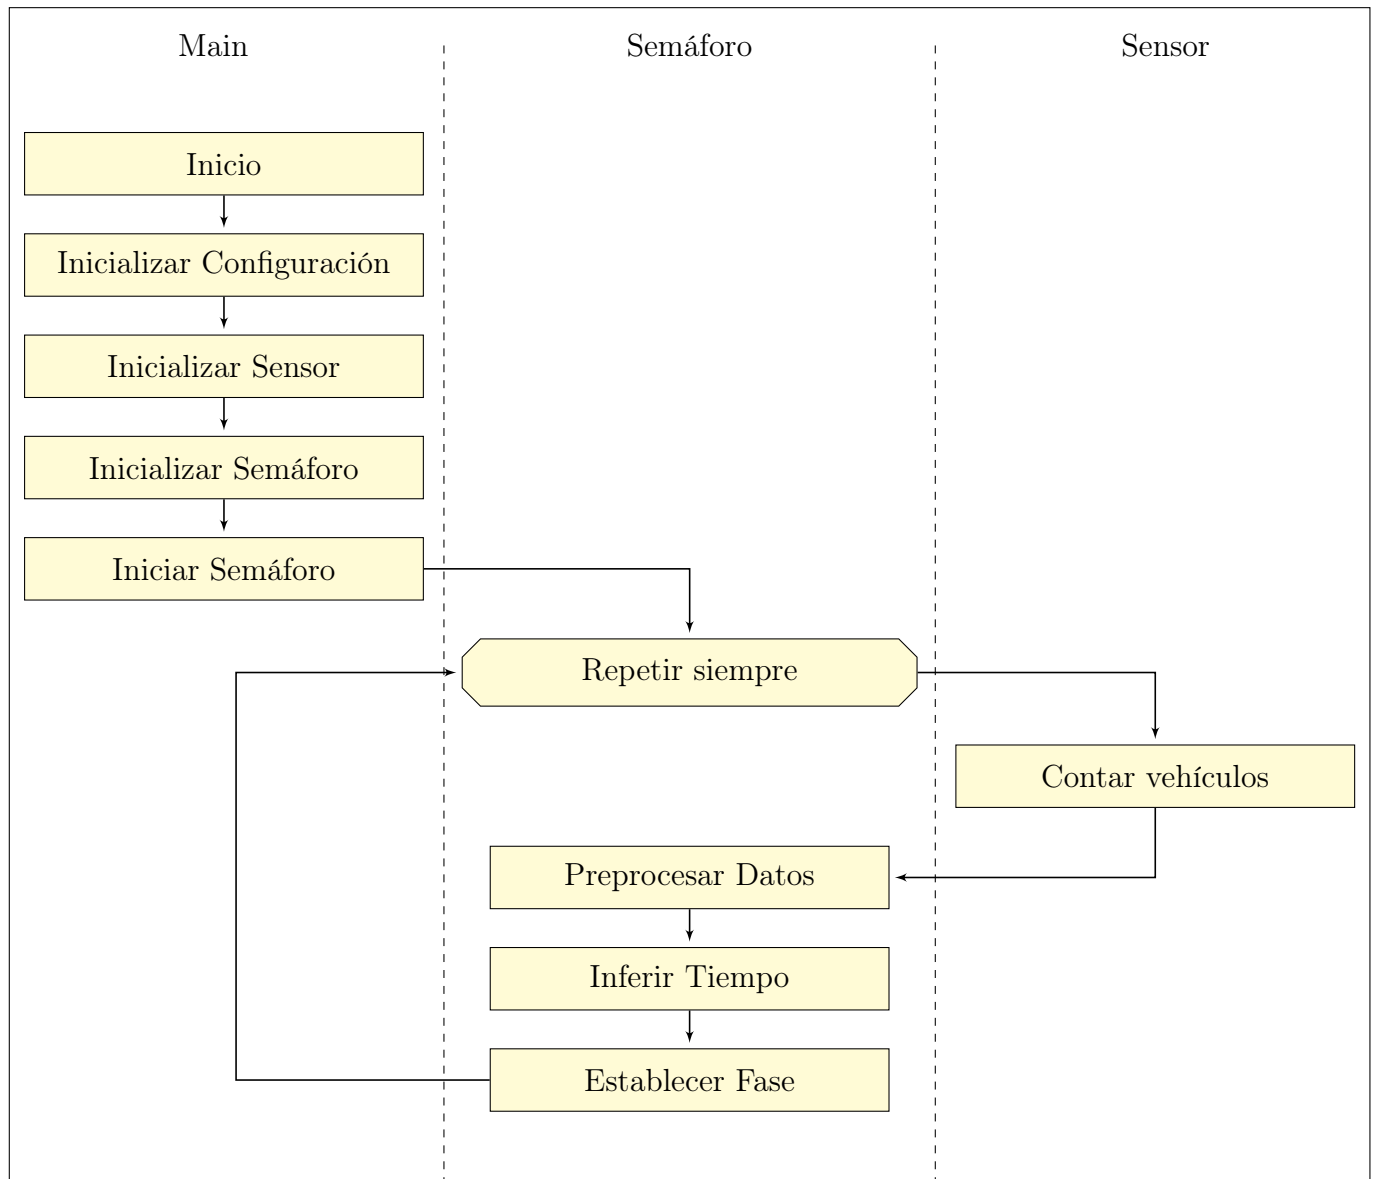 Main
Semáforo
Sensor
Inicio
Inicializar Configuración
Inicializar Sensor
Inicializar Semáforo
Iniciar Semáforo
Repetir siempre
Contar vehículos
Preprocesar Datos
Inferir Tiempo
Establecer Fase